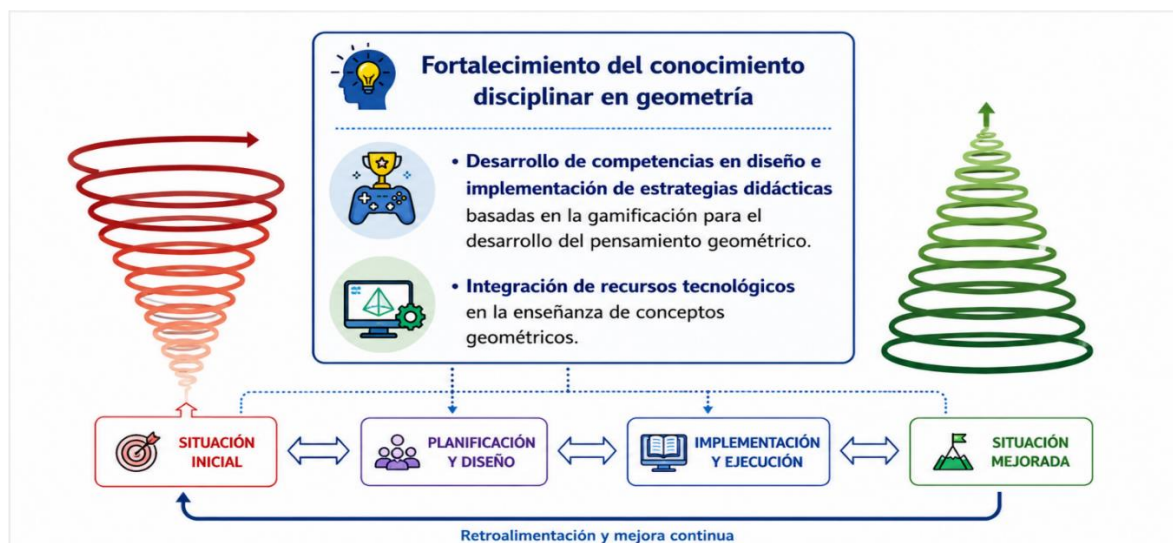 Fortalecimiento del conocimiento
disciplinar en geometría
• Desarrollo de competencias en diseño e
implementación de estrategias didácticas
basadas en la gamificación para el
desarrollo del pensamiento geométrico.
• Integración de recursos tecnológicos
en la enseñanza de conceptos
geométricos.
SITUACIÓN
INICIAL
PLANIFICACIÓN
Y DISEÑO
IMPLEMENTACIÓN
Y EJECUCIÓN
SITUACIÓN
MEJORADA
Retroalimentación y mejora continua